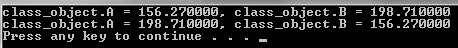 class_object.A = 156.270000, class_object.B = 198.710000
class_object.A = 198.710000, class_object.B = 156.270000
Press any key to continue . . . _